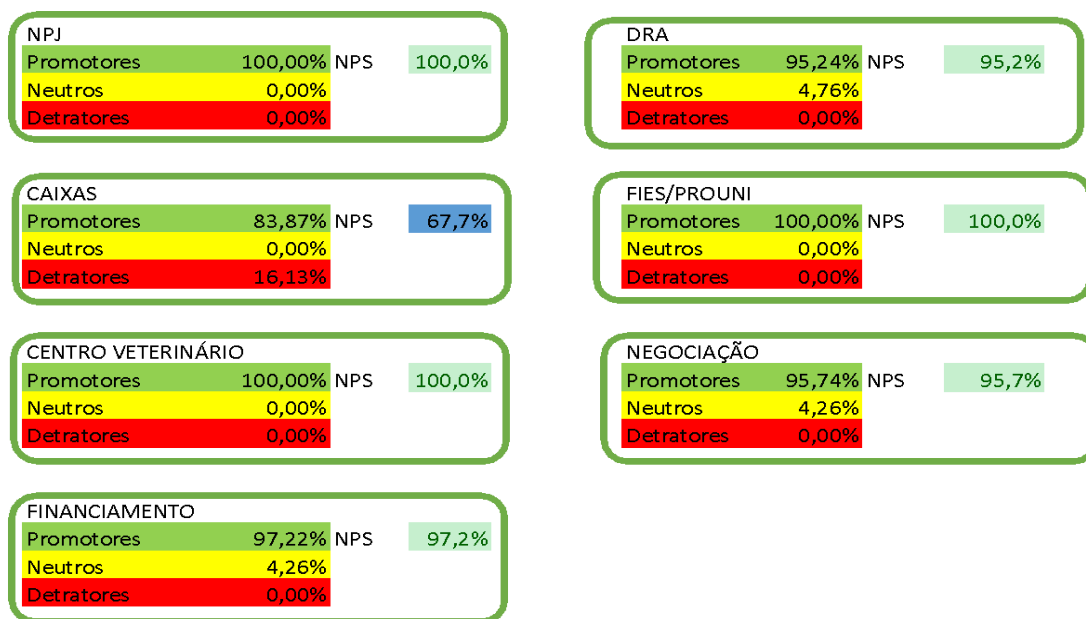 NPJ
Promotores 100,00% NPS 100,0%
Neutros 0,00%
Detratores 0,00%
DRA
Promotores 95,24% NPS 95,2%
Neutros 4,76%
Detratores 0,00%
CAIXAS
Promotores 83,87% NPS 67,7%
Neutros 0,00%
Detratores 16,13%
FIES/PROUNI
Promotores 100,00% NPS 100,0%
Neutros 0,00%
Detratores 0,00%
CENTRO VETERINÁRIO
Promotores 100,00% NPS 100,0%
Neutros 0,00%
Detratores 0,00%
NEGOCIAÇÃO
Promotores 95,74% NPS 95,7%
Neutros 4,26%
Detratores 0,00%
FINANCIAMENTO
Promotores 97,22% NPS 97,2%
Neutros 4,26%
Detratores 0,00%